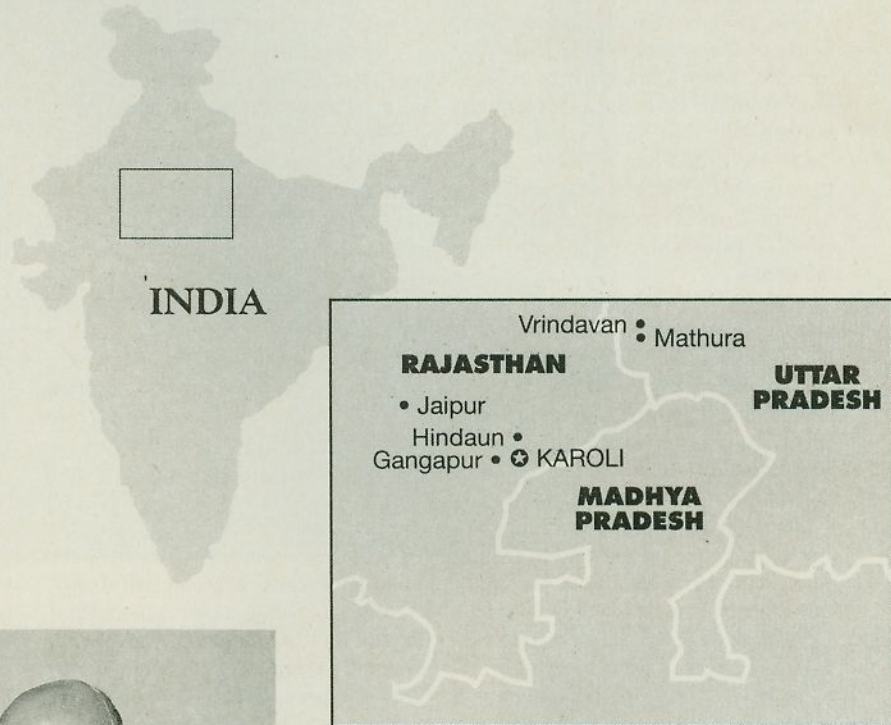 INDIA
Vrindavan
Mathura
RAJASTHAN
UTTAR
PRADESH
Jaipur
Hindaun
Gangapur
KAROLI
MADHYA
PRADESH